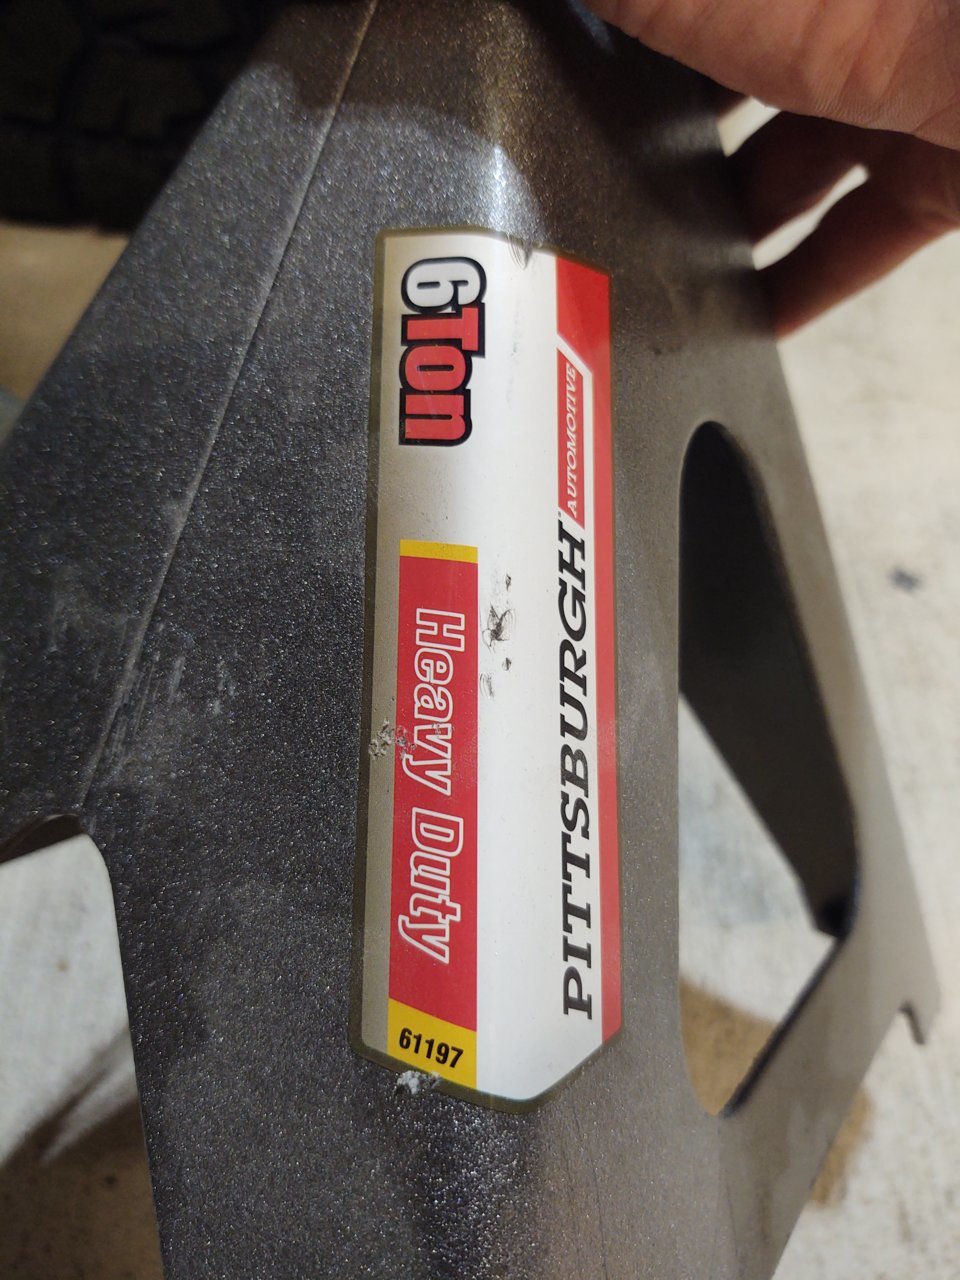 PITTSBURGH®
AUTOMOTIVE
6Ton
Heavy Duty
61197